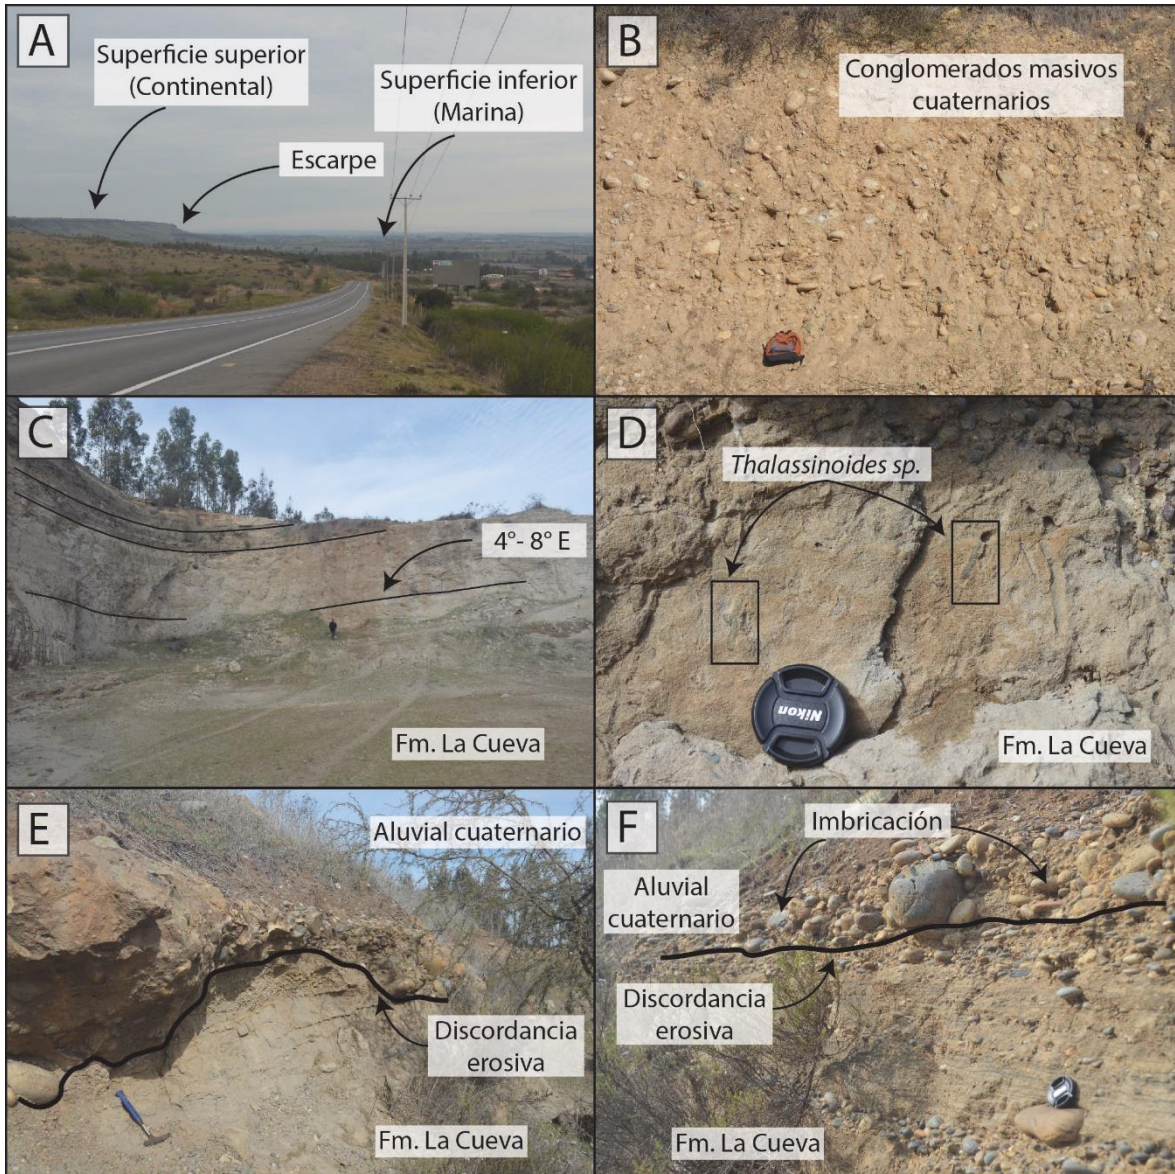 A
Superficie superior
(Continental)
Superficie inferior
(Marina)
Escarpe
B
Conglomerados masivos
cuaternarios
C
4°- 8° E
Fm. La Cueva
D
Thalassinoides sp.
Nikon
Fm. La Cueva
E
Aluvial cuaternario
Discordancia
erosiva
Fm. La Cueva
F
Imbricación
Aluvial
cuaternario
Discordancia
erosiva
Fm. La Cueva